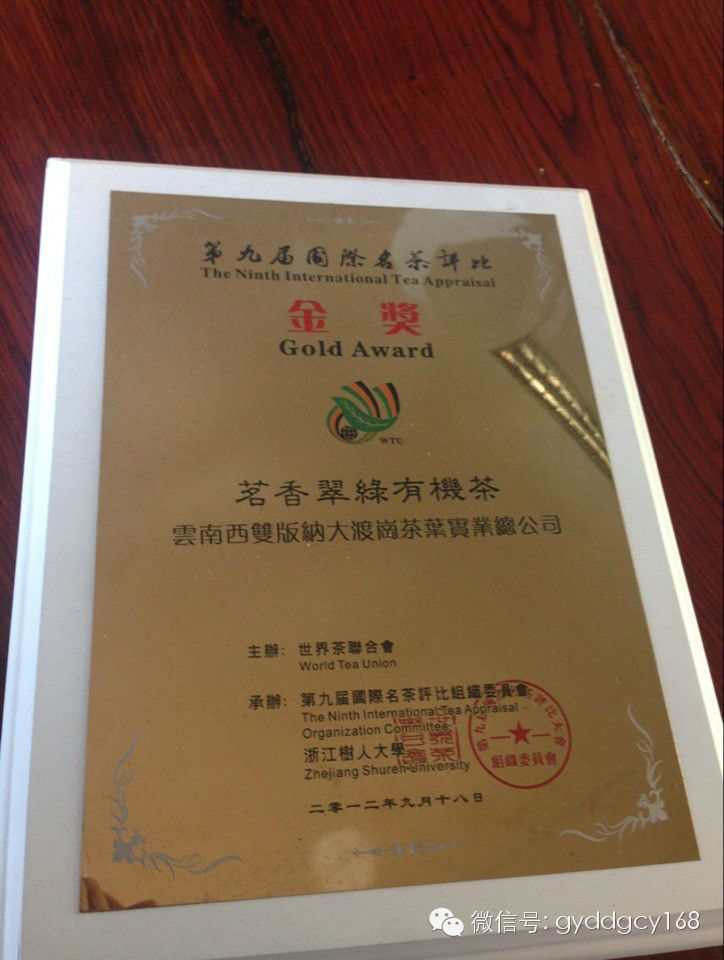 第九届國際名茶評比
The Ninth International Tea Appraisal
金 獎
Gold Award
WTU
茗香翠綠有機茶
雲南西雙版納大渡崗茶葉實業總公司
主辦: 世界茶聯合會
World Tea Union
承辦: 第九届國際名茶評比組織委員會
The Ninth International Tea Appraisal
Organization Committee
浙江樹人大學
Zhejiang Shuren University
組織委員會
二零一二年九月十八日
微信号: gyddgcy168